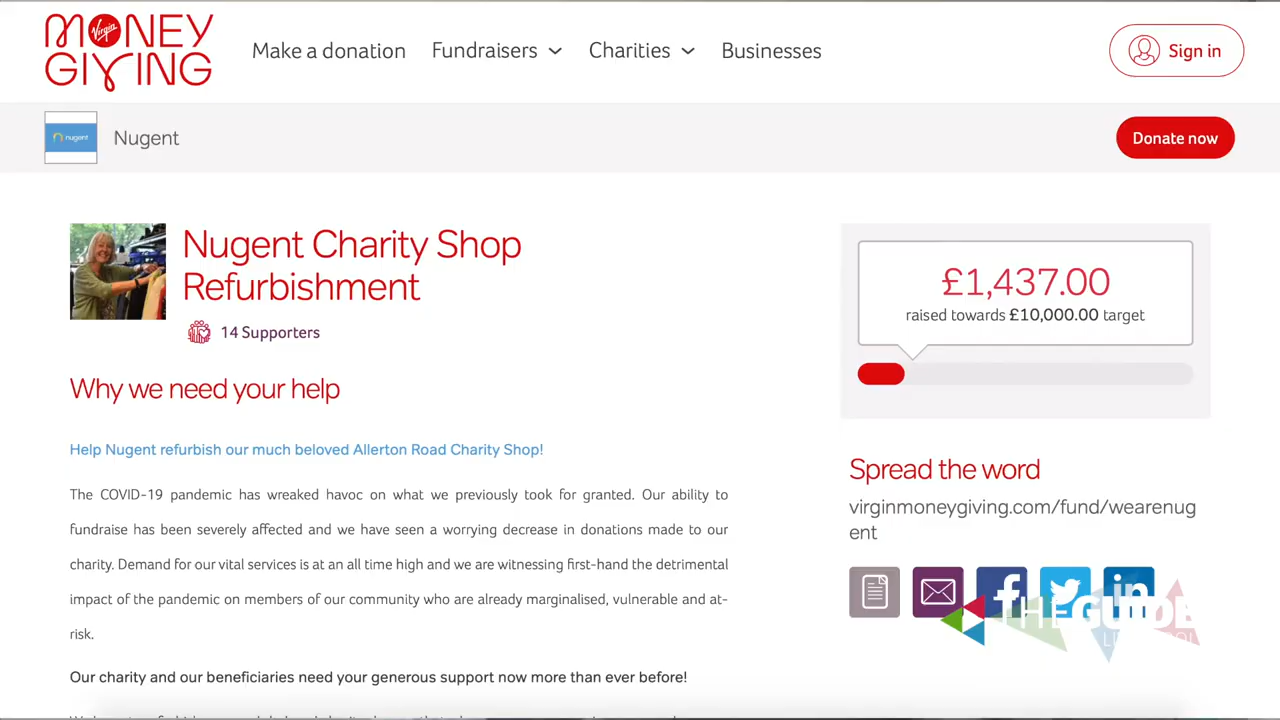 MONEY
Virgin
GIVING
Make a donation
Fundraisers
Charities
Businesses
Sign in
nugent
Nugent
Donate now
Nugent Charity Shop
Refurbishment
14 Supporters
£1,437.00
raised towards £10,000.00 target
Why we need your help
Help Nugent refurbish our much beloved Allerton Road Charity Shop!
The COVID-19 pandemic has wreaked havoc on what we previously took for granted. Our ability to
fundraise has been severely affected and we have seen a worrying decrease in donations made to our
charity. Demand for our vital services is at an all time high and we are witnessing first-hand the detrimental
impact of the pandemic on members of our community who are already marginalised, vulnerable and at-
risk.
Our charity and our beneficiaries need your generous support now more than ever before!
Spread the word
virginmoneygiving.com/fund/wearenug
ent
f
in
THE GUIDE